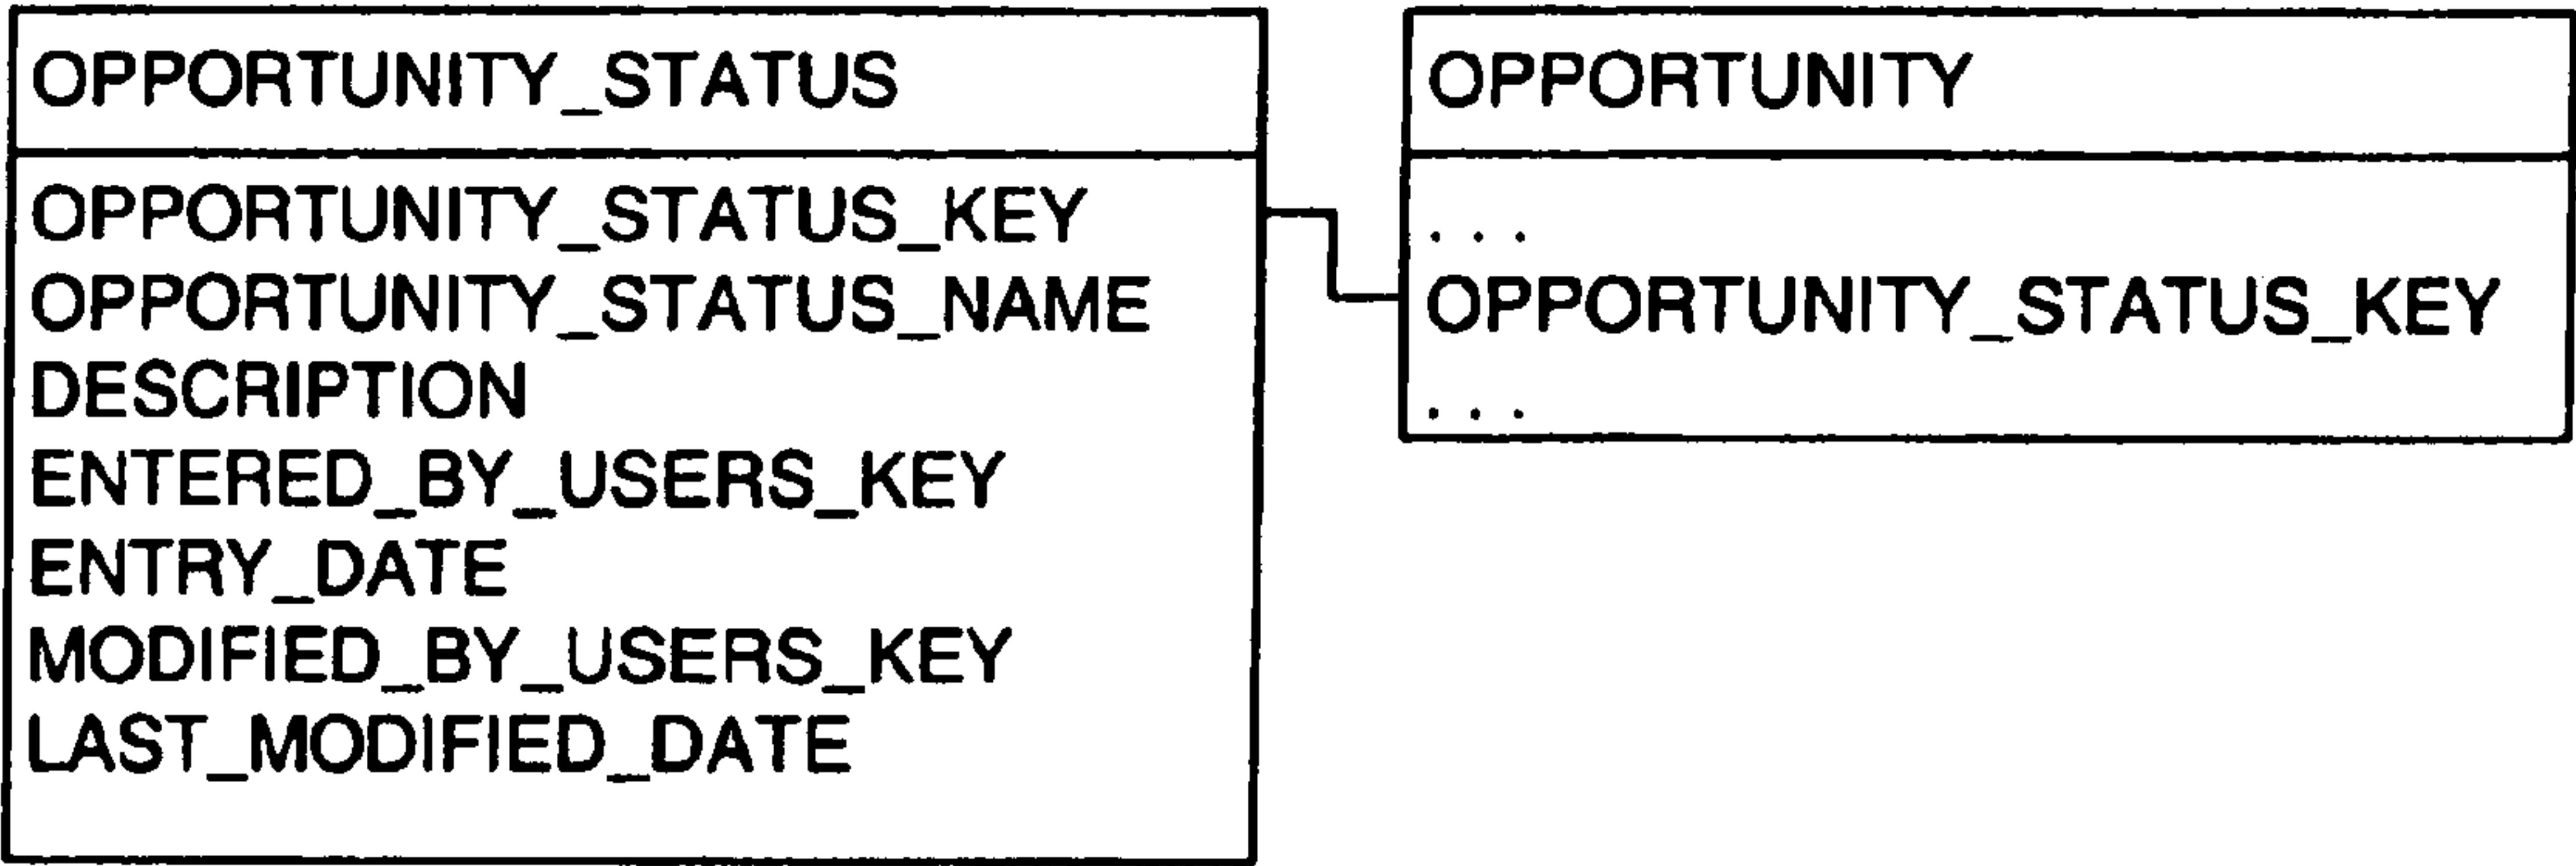 OPPORTUNITY_STATUS
OPPORTUNITY_STATUS_KEY
OPPORTUNITY_STATUS_NAME
DESCRIPTION
ENTERED_BY_USERS_KEY
ENTRY_DATE
MODIFIED_BY_USERS_KEY
LAST_MODIFIED_DATE
OPPORTUNITY
. . .
OPPORTUNITY_STATUS_KEY
. . .